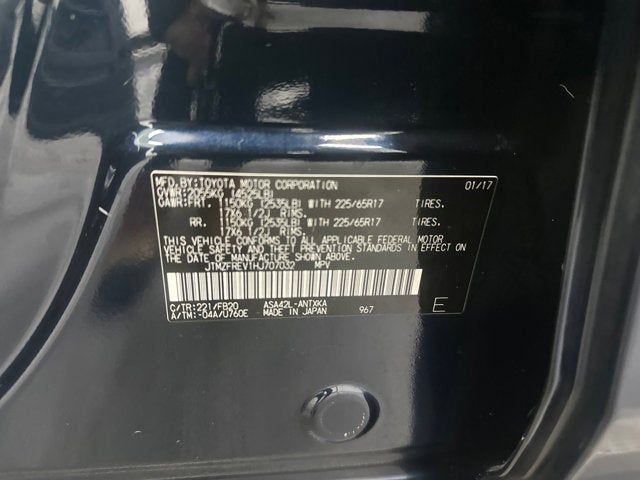 MFD.BY:TOYOTA MOTOR CORPORATION 01/17
GVWR: 2055KG (4535LB)
GAWR:FRT. 1150KG (2535LB) WITH 225/65R17 TIRES.
17X6 1/2J RIMS.
RR. 1150KG (2535LB) WITH 225/65R17 TIRES.
17X6 1/2J RIMS.
THIS VEHICLE CONFORMS TO ALL APPLICABLE FEDERAL MOTOR
VEHICLE SAFETY AND THEFT PREVENTION STANDARDS IN EFFECT
ON THE DATE OF MANUFACTURE SHOWN ABOVE.
JTMZFREV1HJ707032 MPV
C/TR:221/FB20 ASA42L-ANTXKA
A/TM:-04A/U760E MADE IN JAPAN 967 E